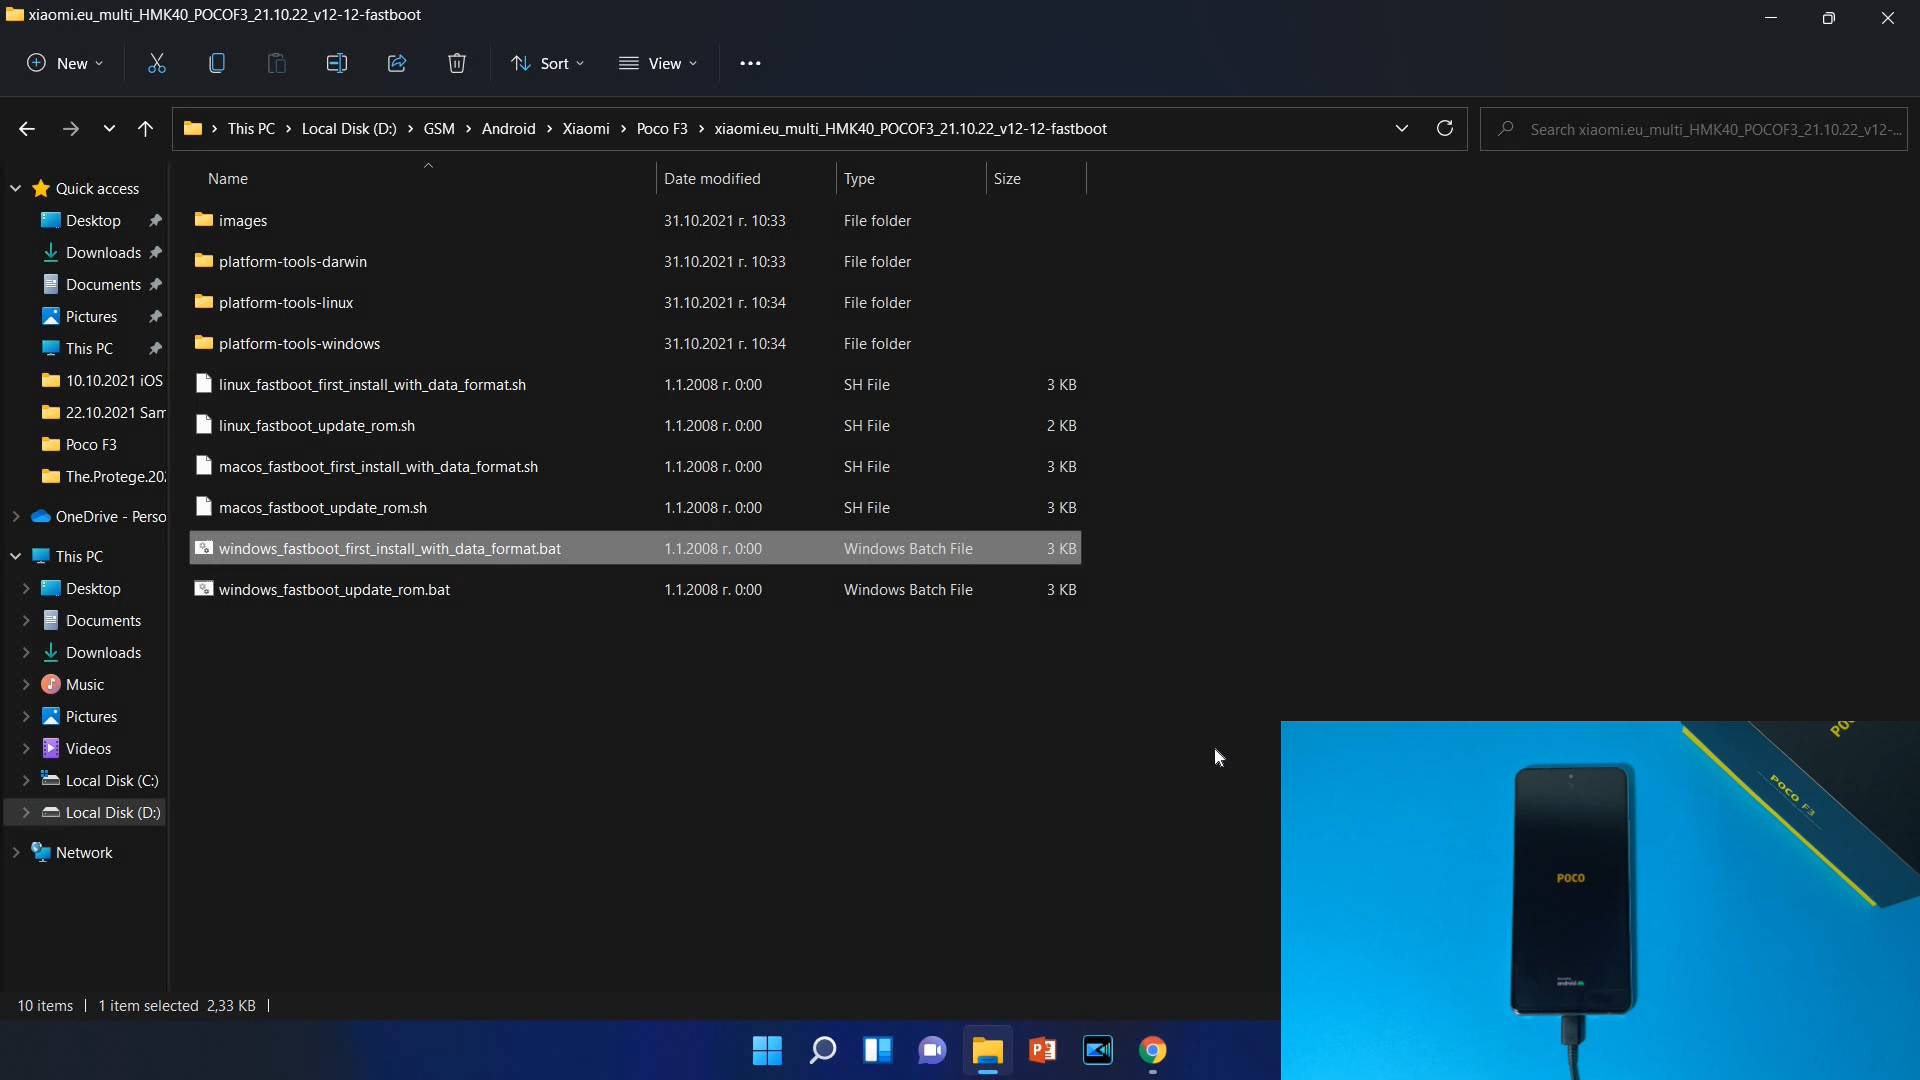 xiaomi.eu_multi_HMK40_POCOF3_21.10.22_v12-12-fastboot
New
Sort
View
This PC > Local Disk (D:) > GSM > Android > Xiaomi > Poco F3 > xiaomi.eu_multi_HMK40_POCOF3_21.10.22_v12-12-fastboot
Search xiaomi.eu_multi_HMK40_POCOF3_21.10.22_v12-...
Name Date modified Type Size
images 31.10.2021 г. 10:33 File folder
platform-tools-darwin 31.10.2021 г. 10:33 File folder
platform-tools-linux 31.10.2021 г. 10:34 File folder
platform-tools-windows 31.10.2021 г. 10:34 File folder
linux_fastboot_first_install_with_data_format.sh 1.1.2008 г. 0:00 SH File 3 KB
linux_fastboot_update_rom.sh 1.1.2008 г. 0:00 SH File 2 KB
macos_fastboot_first_install_with_data_format.sh 1.1.2008 г. 0:00 SH File 3 KB
macos_fastboot_update_rom.sh 1.1.2008 г. 0:00 SH File 3 KB
windows_fastboot_first_install_with_data_format.bat 1.1.2008 г. 0:00 Windows Batch File 3 KB
windows_fastboot_update_rom.bat 1.1.2008 г. 0:00 Windows Batch File 3 KB
Quick access
Desktop
Downloads
Documents
Pictures
This PC
10.10.2021 iOS
22.10.2021 Sam
Poco F3
The.Protege.20
OneDrive - Perso
This PC
Desktop
Documents
Downloads
Music
Pictures
Videos
Local Disk (C:)
Local Disk (D:)
Network
10 items
1 item selected 2,33 KB
POCO F3
POCO
android